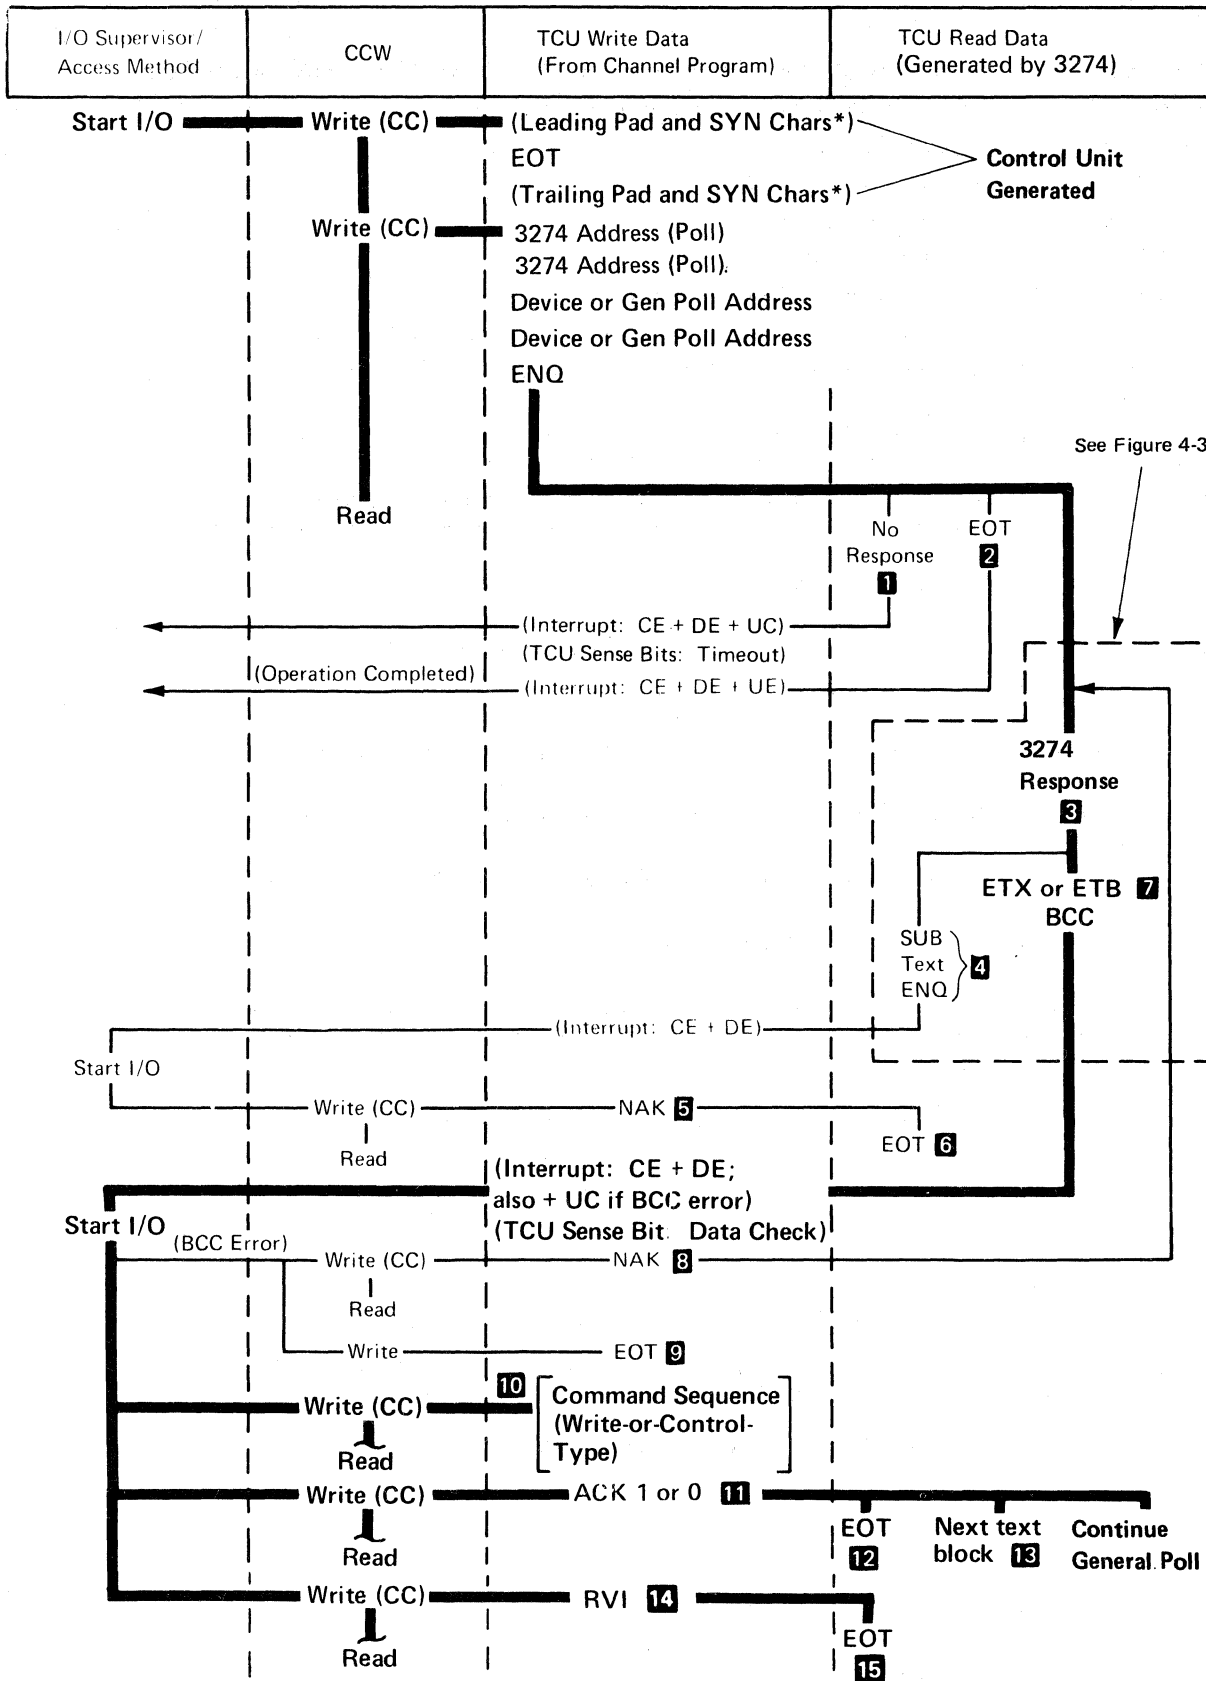 I/O Supervisor/
Access Method
CCW
TCU Write Data
(From Channel Program)
TCU Read Data
(Generated by 3274)
Start I/O
Write (CC)
(Leading Pad and SYN Chars*)
EOT
(Trailing Pad and SYN Chars*)
Control Unit
Generated
Write (CC)
3274 Address (Poll)
3274 Address (Poll).
Device or Gen Poll Address
Device or Gen Poll Address
ENQ
See Figure 4-3
Read
No
Response
1
EOT
2
(Interrupt: CE + DE + UC)
(TCU Sense Bits: Timeout)
(Operation Completed)
(Interrupt: CE + DE + UE)
3274
Response
3
ETX or ETB 7
BCC
SUB
Text
ENQ
4
(Interrupt: CE + DE)
Start I/O
Write (CC)
NAK 5
Read
EOT 6
(Interrupt: CE + DE;
also + UC if BCC error)
(TCU Sense Bit: Data Check)
Start I/O
(BCC Error)
Write (CC)
NAK 8
Read
Write
EOT 9
10
Write (CC)
Command Sequence
(Write-or-Control-
Type)
Read
Write (CC)
ACK 1 or 0 11
Read
EOT
12
Next text
block 13
Continue
General Poll
Write (CC)
RVI 14
Read
EOT
15